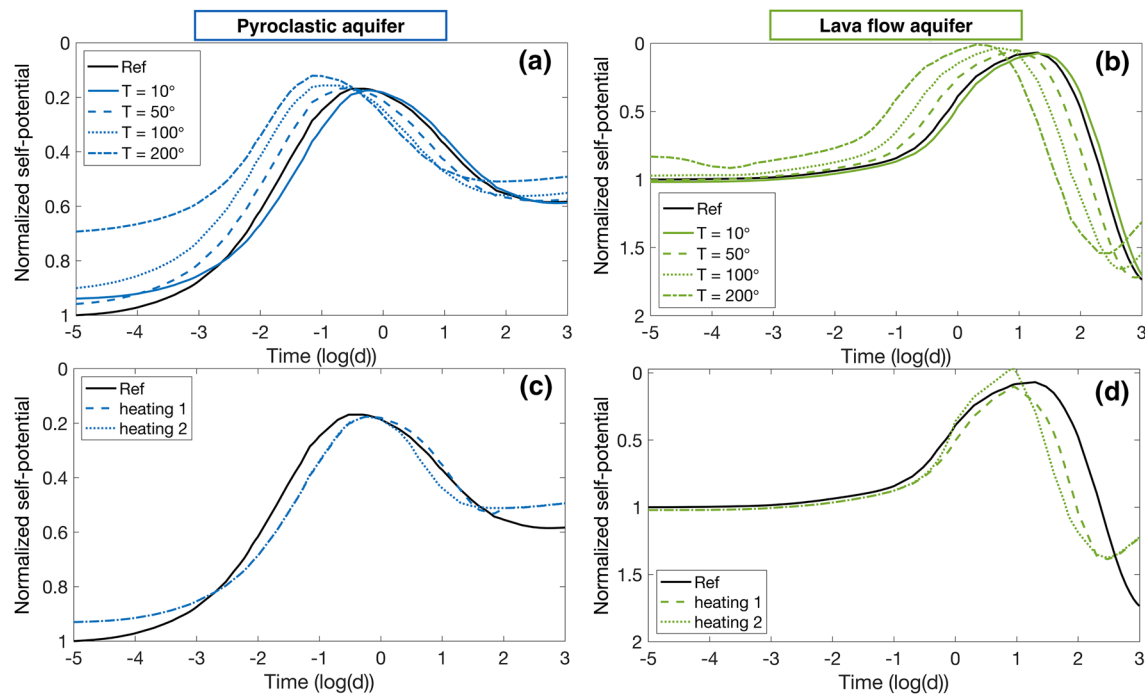 Pyroclastic aquifer
Lava flow aquifer
(a)
Ref
T = 10°
T = 50°
T = 100°
T = 200°
Normalized self-potential
0
0.2
0.4
0.6
0.8
1
-5 -4 -3 -2 -1 0 1 2 3
Time (log(d))
(b)
Ref
T = 10°
T = 50°
T = 100°
T = 200°
Normalized self-potential
0
0.5
1
1.5
2
-5 -4 -3 -2 -1 0 1 2 3
Time (log(d))
(c)
Ref
heating 1
heating 2
Normalized self-potential
0
0.2
0.4
0.6
0.8
1
-5 -4 -3 -2 -1 0 1 2 3
Time (log(d))
(d)
Ref
heating 1
heating 2
Normalized self-potential
0
0.5
1
1.5
2
-5 -4 -3 -2 -1 0 1 2 3
Time (log(d))